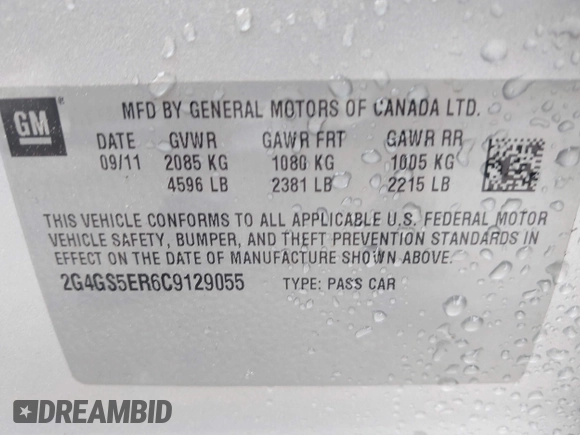 GM
MFD BY GENERAL MOTORS OF CANADA LTD.
DATE GVWR GAWR FRT GAWR RR
09/11 2085 KG 1080 KG 1005 KG
4596 LB 2381 LB 2215 LB
THIS VEHICLE CONFORMS TO ALL APPLICABLE U.S. FEDERAL MOTOR
VEHICLE SAFETY, BUMPER, AND THEFT PREVENTION STANDARDS IN
EFFECT ON THE DATE OF MANUFACTURE SHOWN ABOVE.
2G4GS5ER6C9129055 TYPE: PASS CAR
DREAMBID